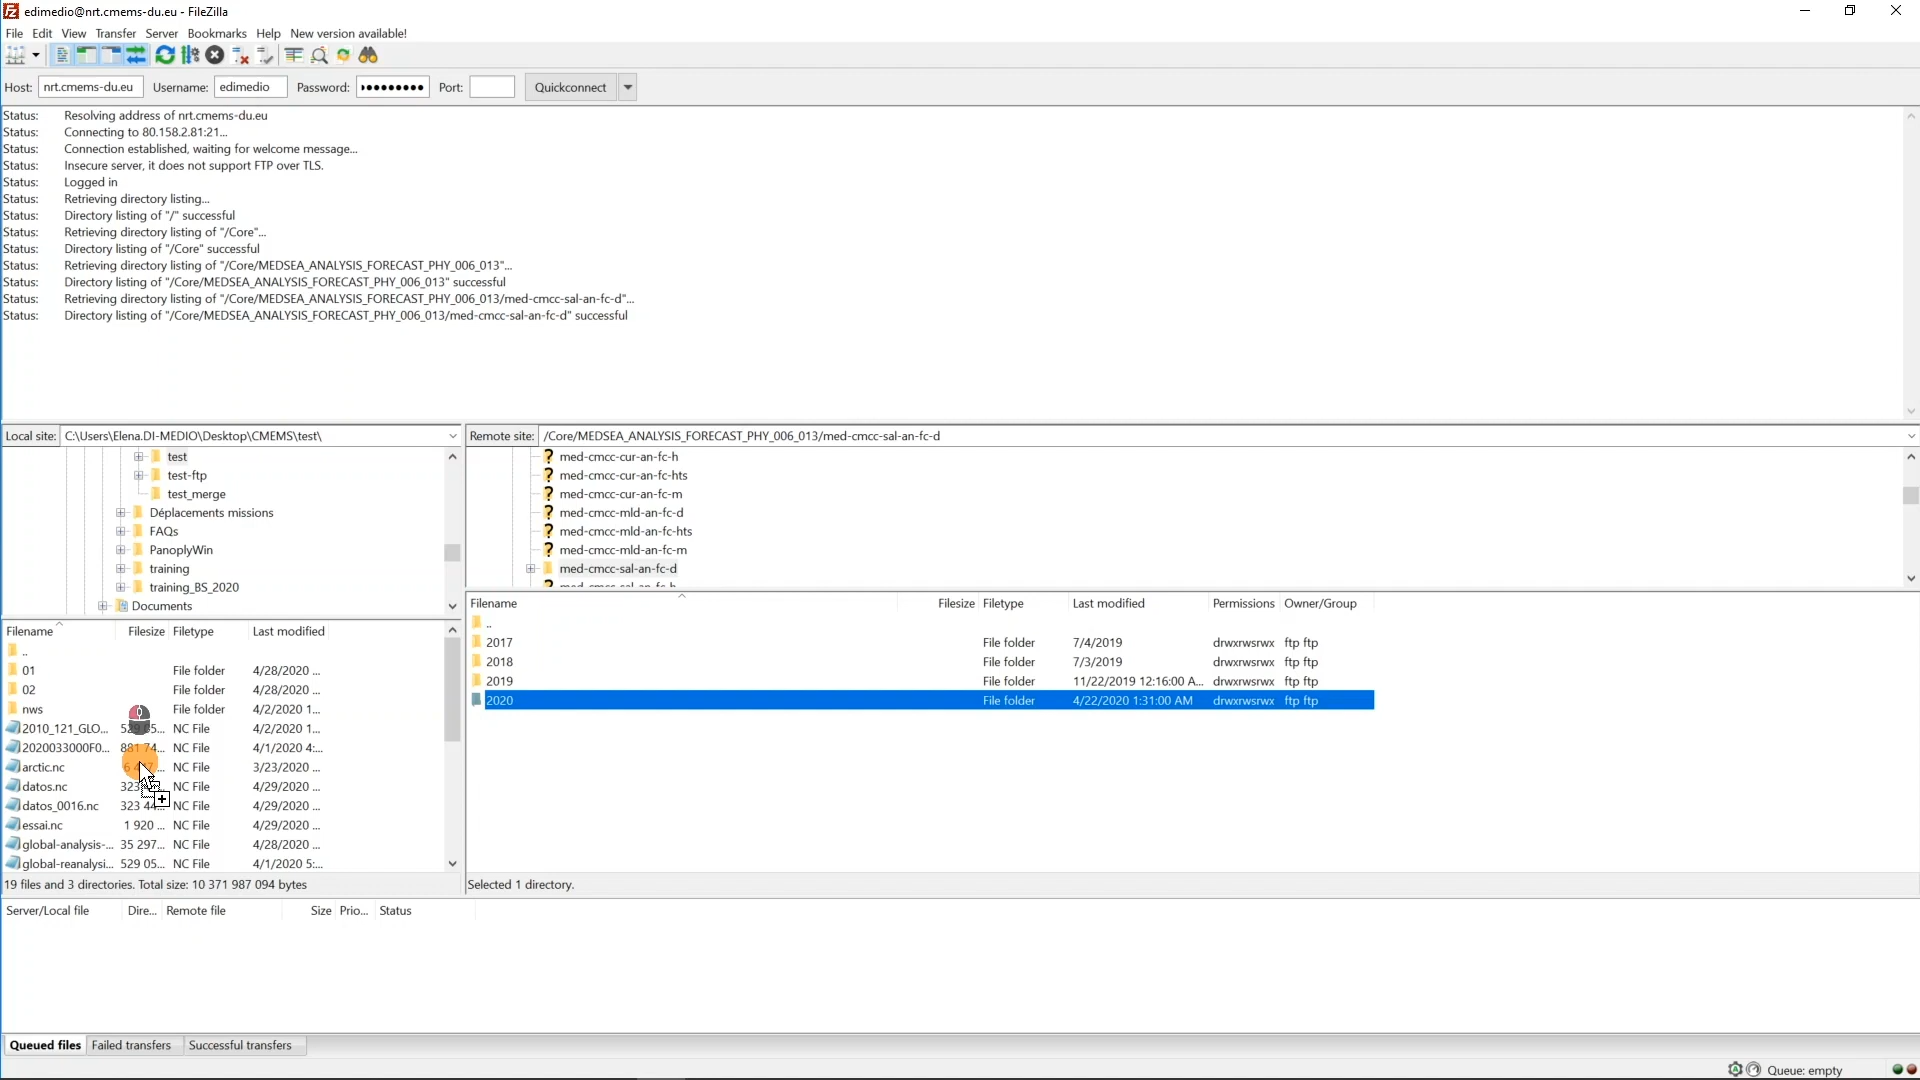 edimedio@nrt.cmems-du.eu - FileZilla
File Edit View Transfer Server Bookmarks Help New version available!
Host: nrt.cmems-du.eu Username: edimedio Password: ●●●●●●●●● Port: Quickconnect
Status: Resolving address of nrt.cmems-du.eu
Status: Connecting to 80.158.2.81:21...
Status: Connection established, waiting for welcome message...
Status: Insecure server, it does not support FTP over TLS.
Status: Logged in
Status: Retrieving directory listing...
Status: Directory listing of "/" successful
Status: Retrieving directory listing of "/Core"...
Status: Directory listing of "/Core" successful
Status: Retrieving directory listing of "/Core/MEDSEA_ANALYSIS_FORECAST_PHY_006_013"...
Status: Directory listing of "/Core/MEDSEA_ANALYSIS_FORECAST_PHY_006_013" successful
Status: Retrieving directory listing of "/Core/MEDSEA_ANALYSIS_FORECAST_PHY_006_013/med-cmcc-sal-an-fc-d"...
Status: Directory listing of "/Core/MEDSEA_ANALYSIS_FORECAST_PHY_006_013/med-cmcc-sal-an-fc-d" successful
Local site: C:\Users\Elena.DI-MEDIO\Desktop\CMEMS\test\
test
test-ftp
test_merge
Déplacements missions
FAQs
PanoplyWin
training
training_BS_2020
Documents
Filename Filesize Filetype Last modified
..
01 File folder 4/28/2020 ...
02 File folder 4/28/2020 ...
nws File folder 4/2/2020 1...
2010_121_GLO... NC File 4/2/2020 1...
2020033000F0... 881 74... NC File 4/1/2020 4:...
arctic.nc NC File 3/23/2020 ...
datos.nc NC File 4/29/2020 ...
datos_0016.nc 323 44... NC File 4/29/2020 ...
essai.nc 1 920 ... NC File 4/29/2020 ...
global-analysis-... 35 297... NC File 4/28/2020 ...
global-reanalysi... 529 05... NC File 4/1/2020 5:...
19 files and 3 directories. Total size: 10 371 987 094 bytes
Remote site: /Core/MEDSEA_ANALYSIS_FORECAST_PHY_006_013/med-cmcc-sal-an-fc-d
med-cmcc-cur-an-fc-h
med-cmcc-cur-an-fc-hts
med-cmcc-cur-an-fc-m
med-cmcc-mld-an-fc-d
med-cmcc-mld-an-fc-hts
med-cmcc-mld-an-fc-m
med-cmcc-sal-an-fc-d
Filename Filesize Filetype Last modified Permissions Owner/Group
..
2017 File folder 7/4/2019 drwxrwsrwx ftp ftp
2018 File folder 7/3/2019 drwxrwsrwx ftp ftp
2019 File folder 11/22/2019 12:16:00 A... drwxrwsrwx ftp ftp
2020 File folder 4/22/2020 1:31:00 AM drwxrwsrwx ftp ftp
Selected 1 directory.
Server/Local file Dire... Remote file Size Prio... Status
Queued files Failed transfers Successful transfers
Queue: empty